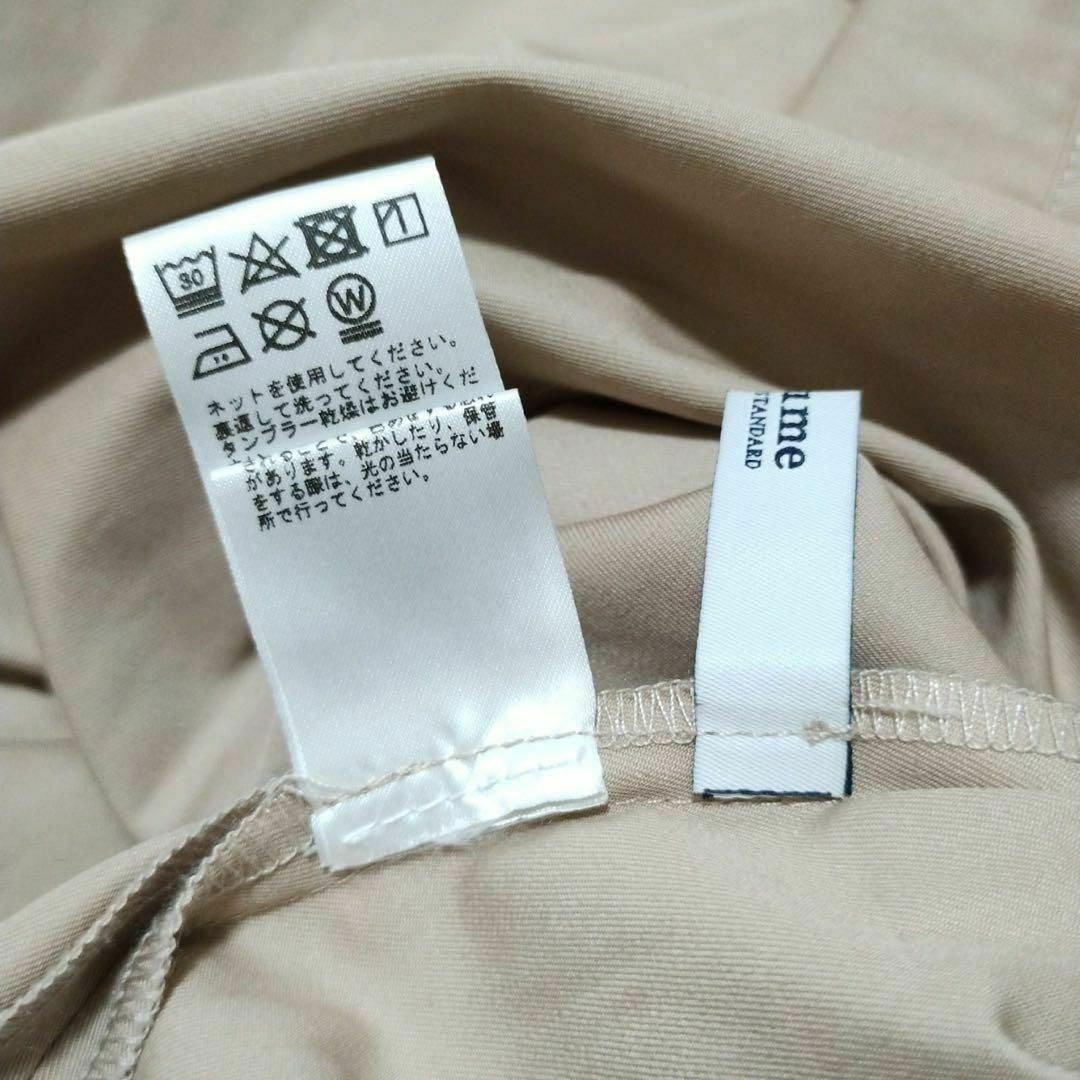 30
W
ネットを使用してください。
裏返して洗ってください。
タンブラー乾燥はお避けくだ
があります。乾かしたり、保管
をする際は、光の当たらない場
所で行ってください。
ume
STANDARD